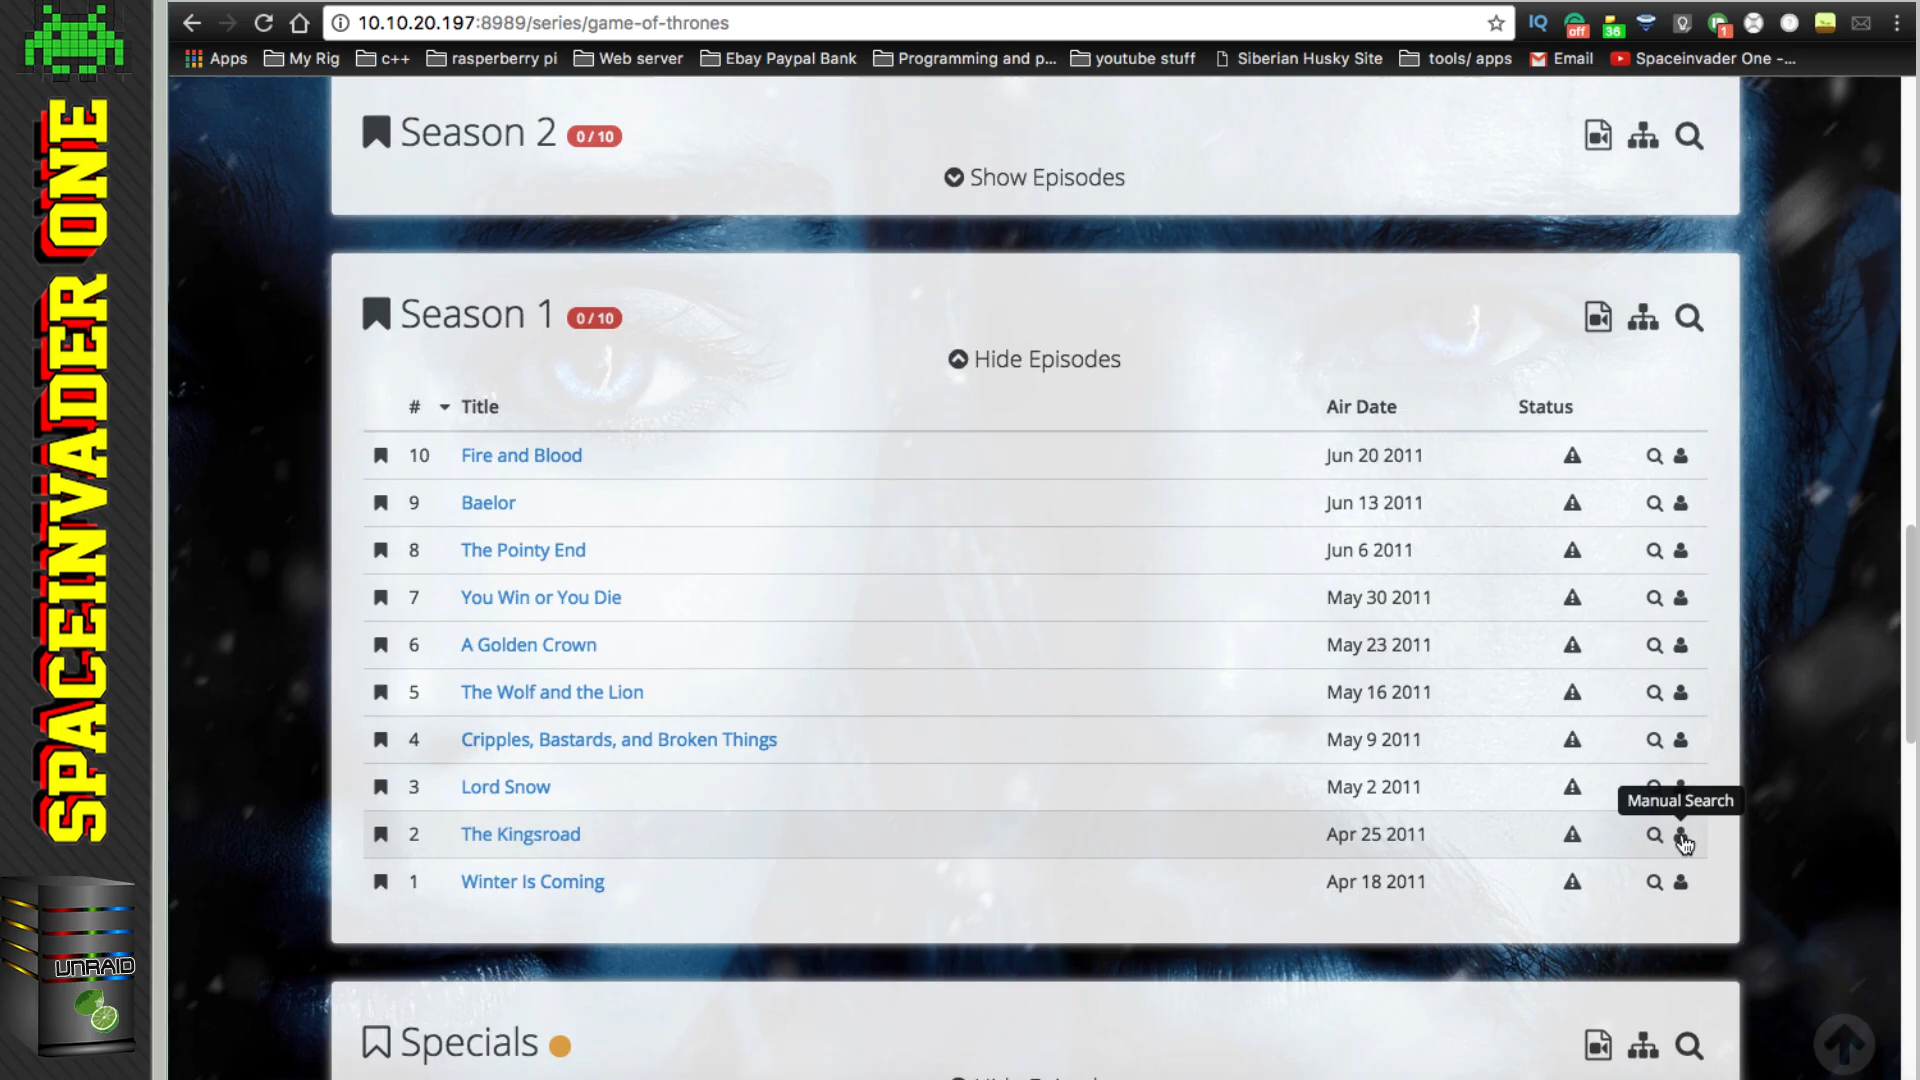 SPACEINVADER ONE
UNRAID
10.10.20.197:8989/series/game-of-thrones
IQ
off
36
1
Apps
My Rig
c++
rasperberry pi
Web server
Ebay Paypal Bank
Programming and p...
youtube stuff
Siberian Husky Site
tools/ apps
Email
Spaceinvader One -...
Season 2 0 / 10
Show Episodes
Season 1 0 / 10
Hide Episodes
# Title Air Date Status
10 Fire and Blood Jun 20 2011
9 Baelor Jun 13 2011
8 The Pointy End Jun 6 2011
7 You Win or You Die May 30 2011
6 A Golden Crown May 23 2011
5 The Wolf and the Lion May 16 2011
4 Cripples, Bastards, and Broken Things May 9 2011
3 Lord Snow May 2 2011
Manual Search
2 The Kingsroad Apr 25 2011
1 Winter Is Coming Apr 18 2011
Specials